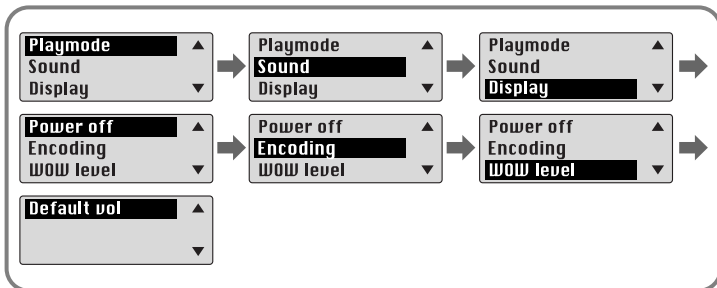 Playmode
Sound
Display
Playmode
Sound
Display
Playmode
Sound
Display
Power off
Encoding
WOW level
Power off
Encoding
WOW level
Power off
Encoding
WOW level
Default vol